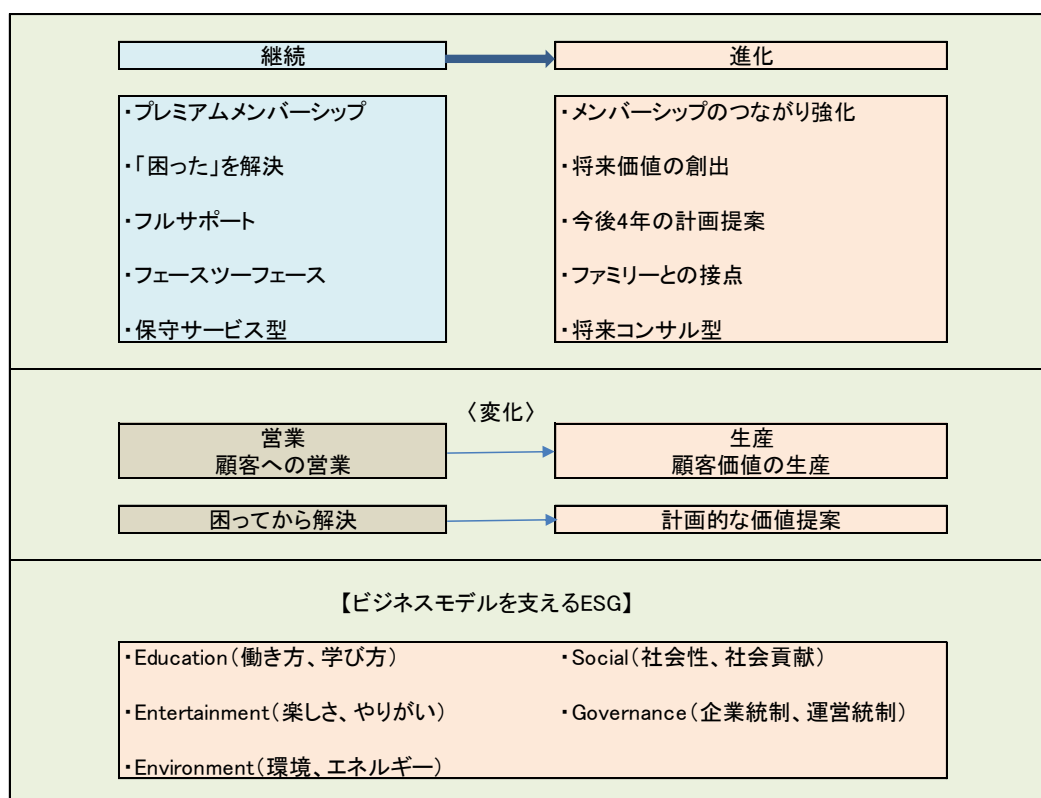 継続
進化
・プレミアムメンバーシップ
・「困った」を解決
・フルサポート
・フェースツーフェース
・保守サービス型
・メンバーシップのつながり強化
・将来価値の創出
・今後4年の計画提案
・ファミリーとの接点
・将来コンサル型
〈変化〉
営業
顧客への営業
生産
顧客価値の生産
困ってから解決
計画的な価値提案
【ビジネスモデルを支えるESG】
・Education（働き方、学び方）
・Social（社会性、社会貢献）
・Entertainment（楽しさ、やりがい）
・Governance（企業統制、運営統制）
・Environment（環境、エネルギー）